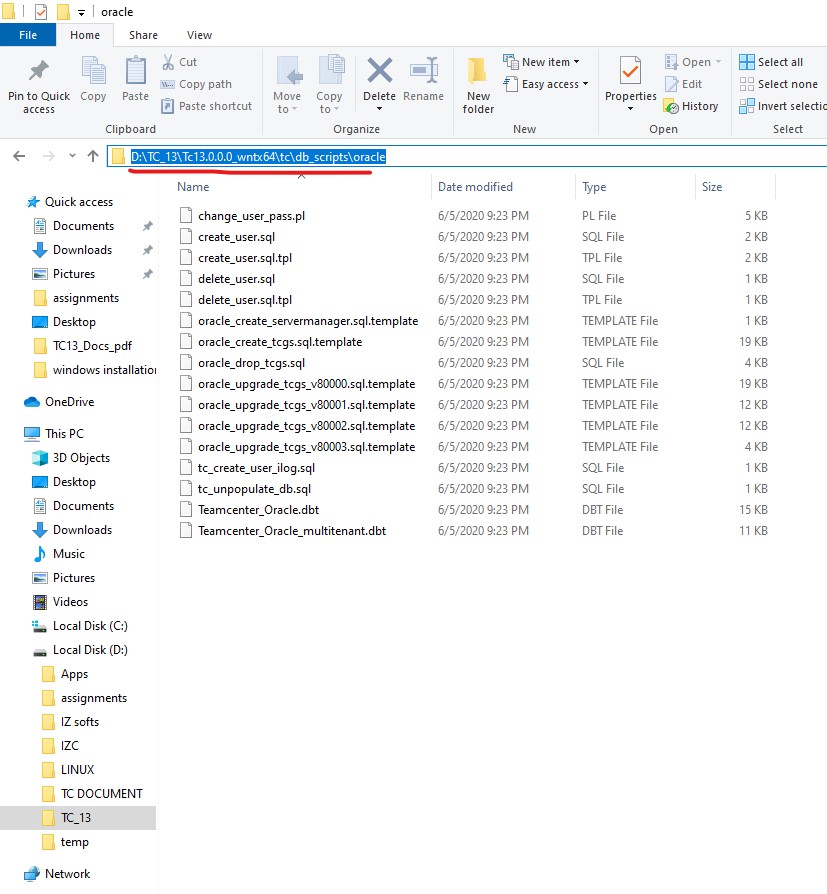 oracle
File Home Share View
Pin to Quick access
Copy
Paste
Cut
Copy path
Paste shortcut
Clipboard
Move to
Copy to
Delete
Rename
Organize
New folder
New item
Easy access
New
Properties
Open
Edit
History
Open
Select all
Select none
Invert selectio
Select
D:\TC_13\Tc13.0.0.0_wntx64\tc\db_scripts\oracle
Name Date modified Type Size
change_user_pass.pl 6/5/2020 9:23 PM PL File 5 KB
create_user.sql 6/5/2020 9:23 PM SQL File 2 KB
create_user.sql.tpl 6/5/2020 9:23 PM TPL File 2 KB
delete_user.sql 6/5/2020 9:23 PM SQL File 1 KB
delete_user.sql.tpl 6/5/2020 9:23 PM TPL File 1 KB
oracle_create_servermanager.sql.template 6/5/2020 9:23 PM TEMPLATE File 1 KB
oracle_create_tcgs.sql.template 6/5/2020 9:23 PM TEMPLATE File 19 KB
oracle_drop_tcgs.sql 6/5/2020 9:23 PM SQL File 4 KB
oracle_upgrade_tcgs_v80000.sql.template 6/5/2020 9:23 PM TEMPLATE File 19 KB
oracle_upgrade_tcgs_v80001.sql.template 6/5/2020 9:23 PM TEMPLATE File 12 KB
oracle_upgrade_tcgs_v80002.sql.template 6/5/2020 9:23 PM TEMPLATE File 12 KB
oracle_upgrade_tcgs_v80003.sql.template 6/5/2020 9:23 PM TEMPLATE File 4 KB
tc_create_user_ilog.sql 6/5/2020 9:23 PM SQL File 1 KB
tc_unpopulate_db.sql 6/5/2020 9:23 PM SQL File 1 KB
Teamcenter_Oracle.dbt 6/5/2020 9:23 PM DBT File 15 KB
Teamcenter_Oracle_multitenant.dbt 6/5/2020 9:23 PM DBT File 11 KB
Quick access
Documents
Downloads
Pictures
assignments
Desktop
TC13_Docs_pdf
windows installation
OneDrive
This PC
3D Objects
Desktop
Documents
Downloads
Music
Pictures
Videos
Local Disk (C:)
Local Disk (D:)
Apps
assignments
IZ softs
IZC
LINUX
TC DOCUMENT
TC_13
temp
Network